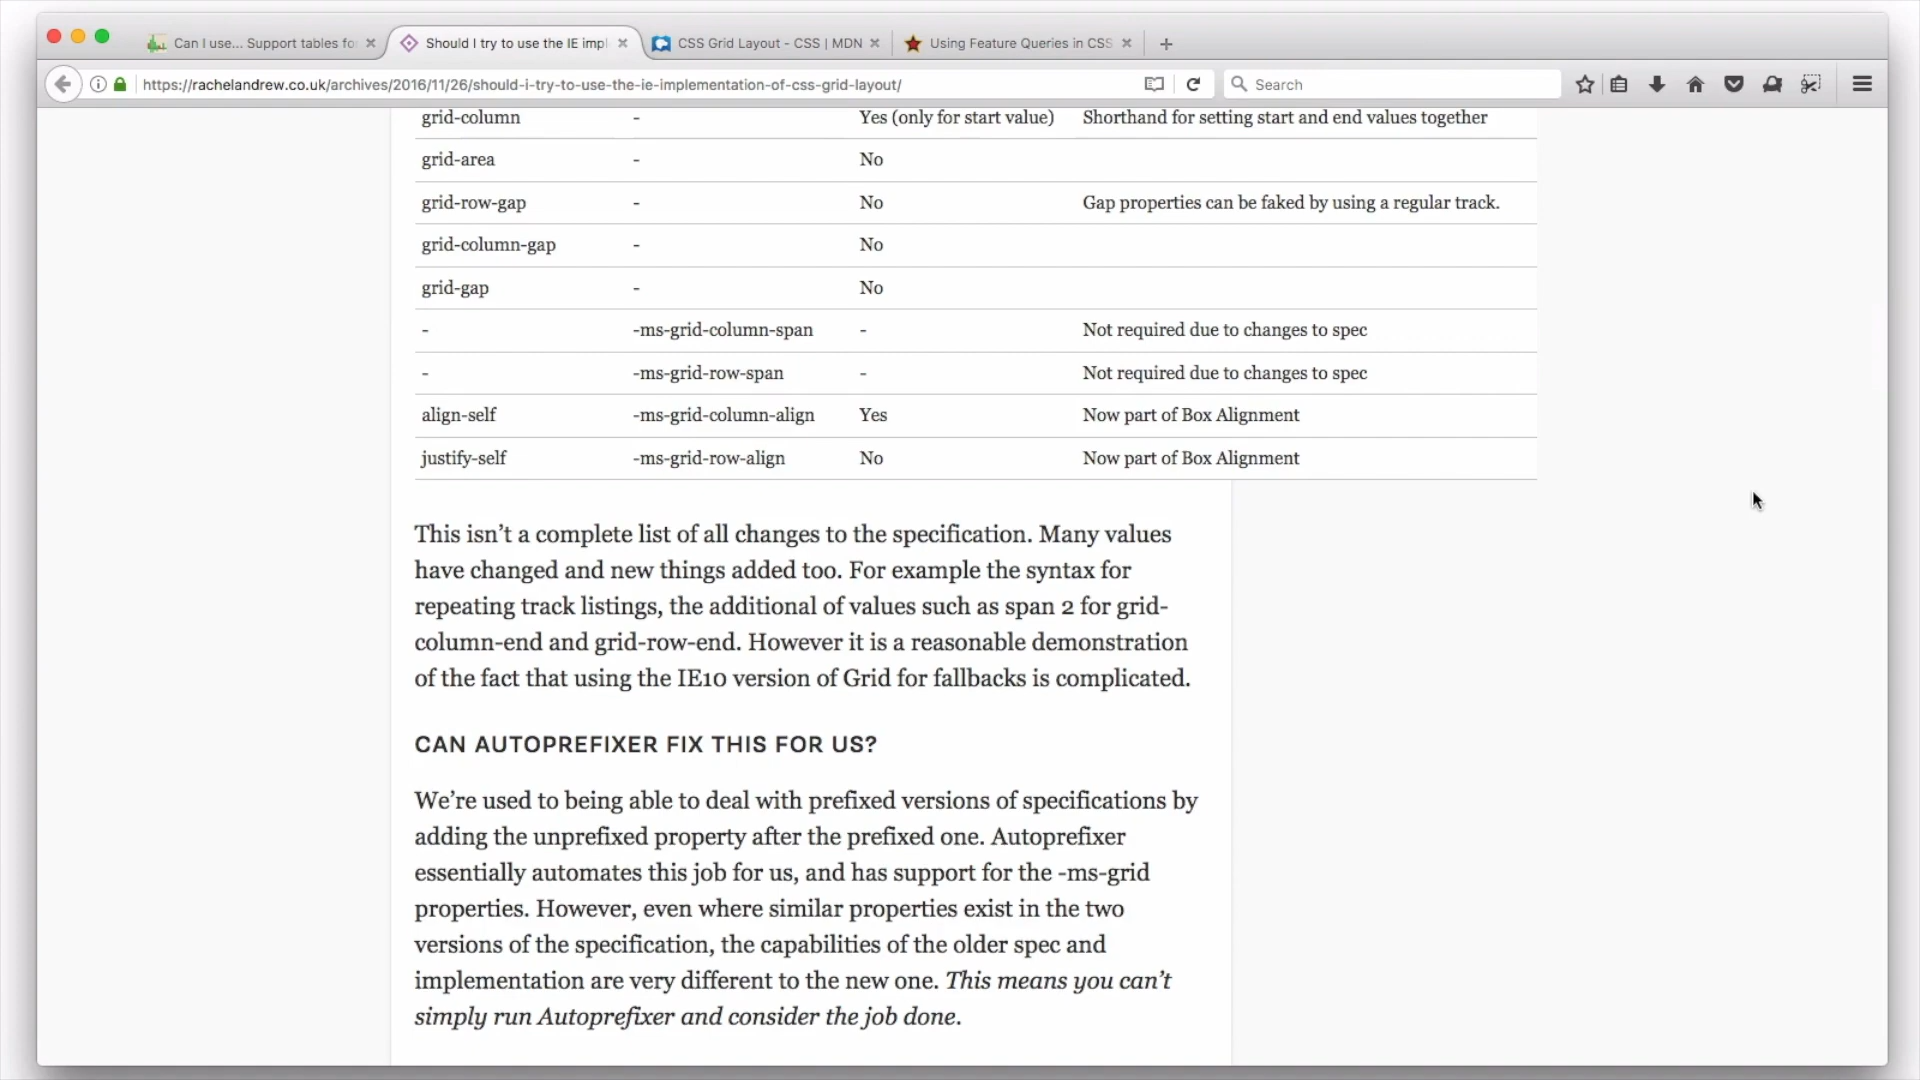 Can I use... Support tables fo
Should I try to use the IE impl
CSS Grid Layout - CSS | MDN
Using Feature Queries in CSS
https://rachelandrew.co.uk/archives/2016/11/26/should-i-try-to-use-the-ie-implementation-of-css-grid-layout/
Search
grid-column - Yes (only for start value) Shorthand for setting start and end values together
grid-area - No
grid-row-gap - No Gap properties can be faked by using a regular track.
grid-column-gap - No
grid-gap - No
- -ms-grid-column-span - Not required due to changes to spec
- -ms-grid-row-span - Not required due to changes to spec
align-self -ms-grid-column-align Yes Now part of Box Alignment
justify-self -ms-grid-row-align No Now part of Box Alignment
This isn’t a complete list of all changes to the specification. Many values
have changed and new things added too. For example the syntax for
repeating track listings, the additional of values such as span 2 for grid-
column-end and grid-row-end. However it is a reasonable demonstration
of the fact that using the IE10 version of Grid for fallbacks is complicated.
CAN AUTOPREFIXER FIX THIS FOR US?
We’re used to being able to deal with prefixed versions of specifications by
adding the unprefixed property after the prefixed one. Autoprefixer
essentially automates this job for us, and has support for the -ms-grid
properties. However, even where similar properties exist in the two
versions of the specification, the capabilities of the older spec and
implementation are very different to the new one. This means you can’t
simply run Autoprefixer and consider the job done.